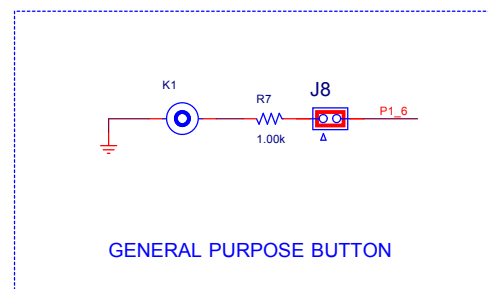 K1
R7
J8
P1_6
1.00k
GENERAL PURPOSE BUTTON